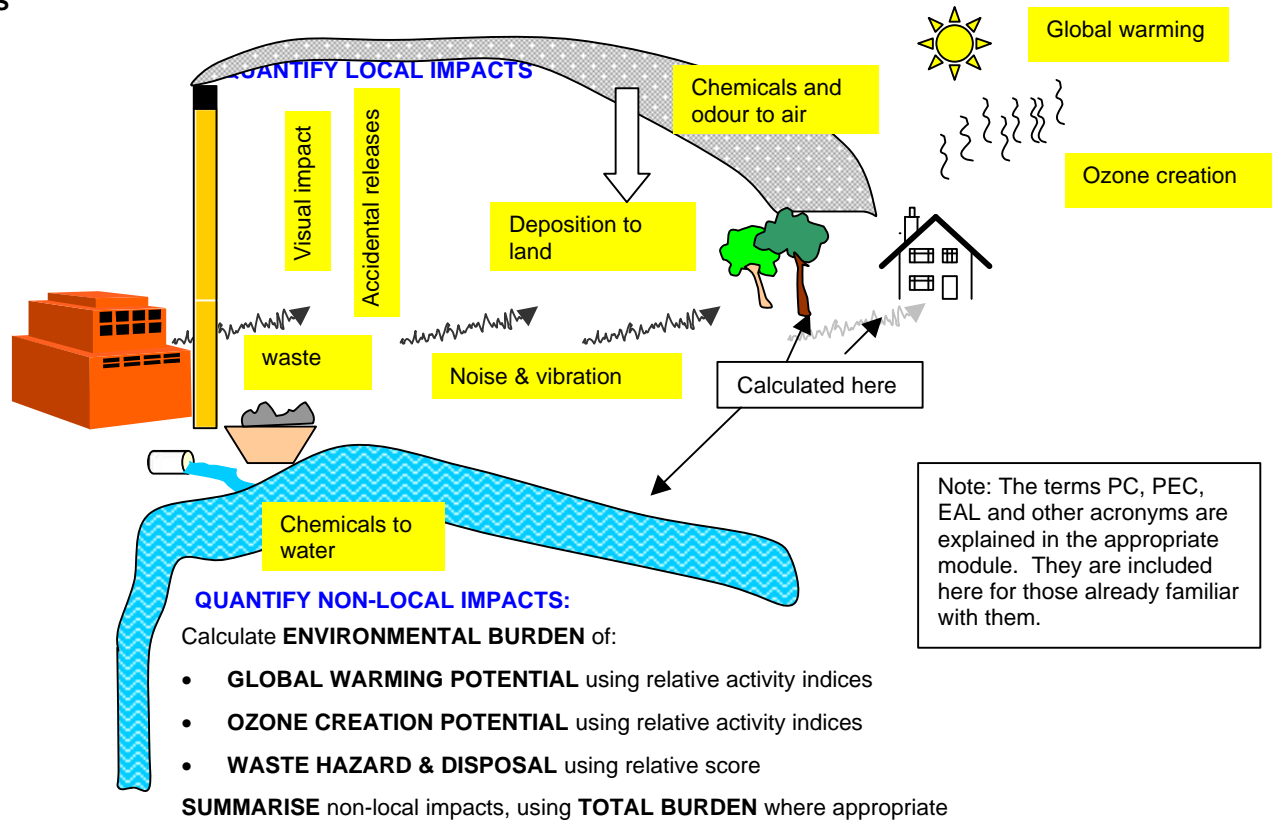 S
QUANTIFY LOCAL IMPACTS
Global warming
Chemicals and
odour to air
Visual impact
Accidental releases
Ozone creation
Deposition to
land
waste
Noise & vibration
Calculated here
Chemicals to
water
Note: The terms PC, PEC,
EAL and other acronyms are
explained in the appropriate
module. They are included
here for those already familiar
with them.
QUANTIFY NON-LOCAL IMPACTS:
Calculate ENVIRONMENTAL BURDEN of:
• GLOBAL WARMING POTENTIAL using relative activity indices
• OZONE CREATION POTENTIAL using relative activity indices
• WASTE HAZARD & DISPOSAL using relative score
SUMMARISE non-local impacts, using TOTAL BURDEN where appropriate